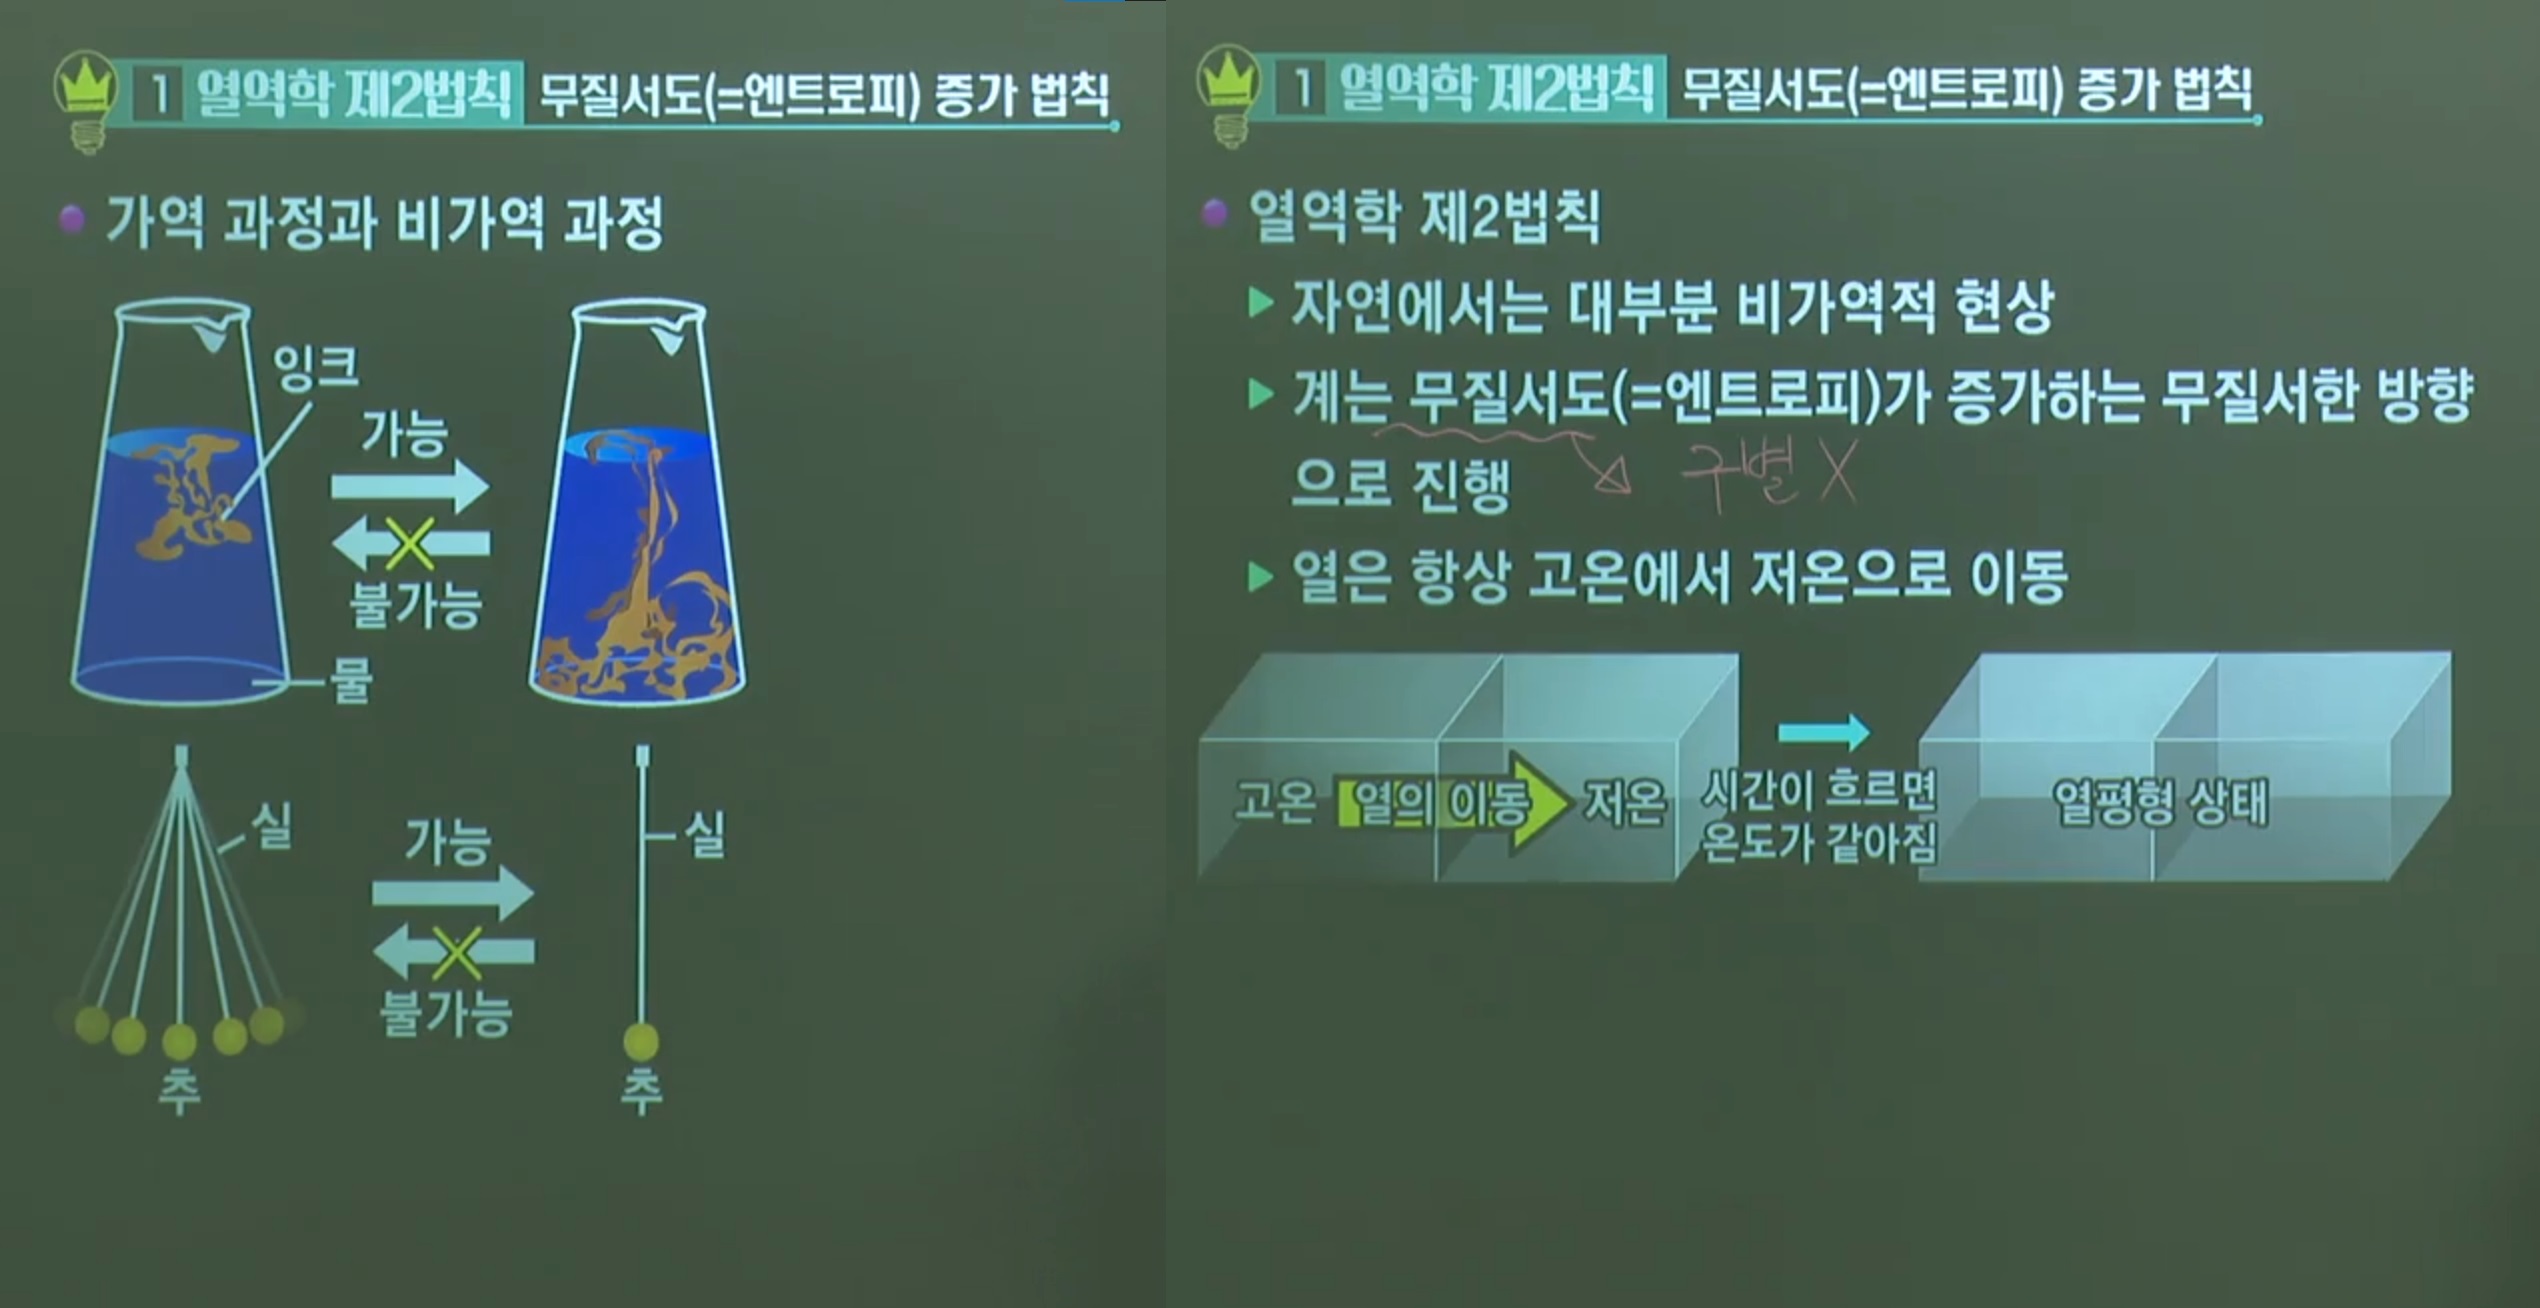 1 열역학 제2법칙 무질서도(=엔트로피) 증가 법칙
가역 과정과 비가역 과정
잉크
가능
불가능
물
실
가능
실
불가능
추
추
1 열역학 제2법칙 무질서도(=엔트로피) 증가 법칙
열역학 제2법칙
자연에서는 대부분 비가역적 현상
계는 무질서도(=엔트로피)가 증가하는 무질서한 방향
으로 진행
구별 X
열은 항상 고온에서 저온으로 이동
고온 열의 이동 저온
시간이 흐르면
온도가 같아짐
열평형 상태